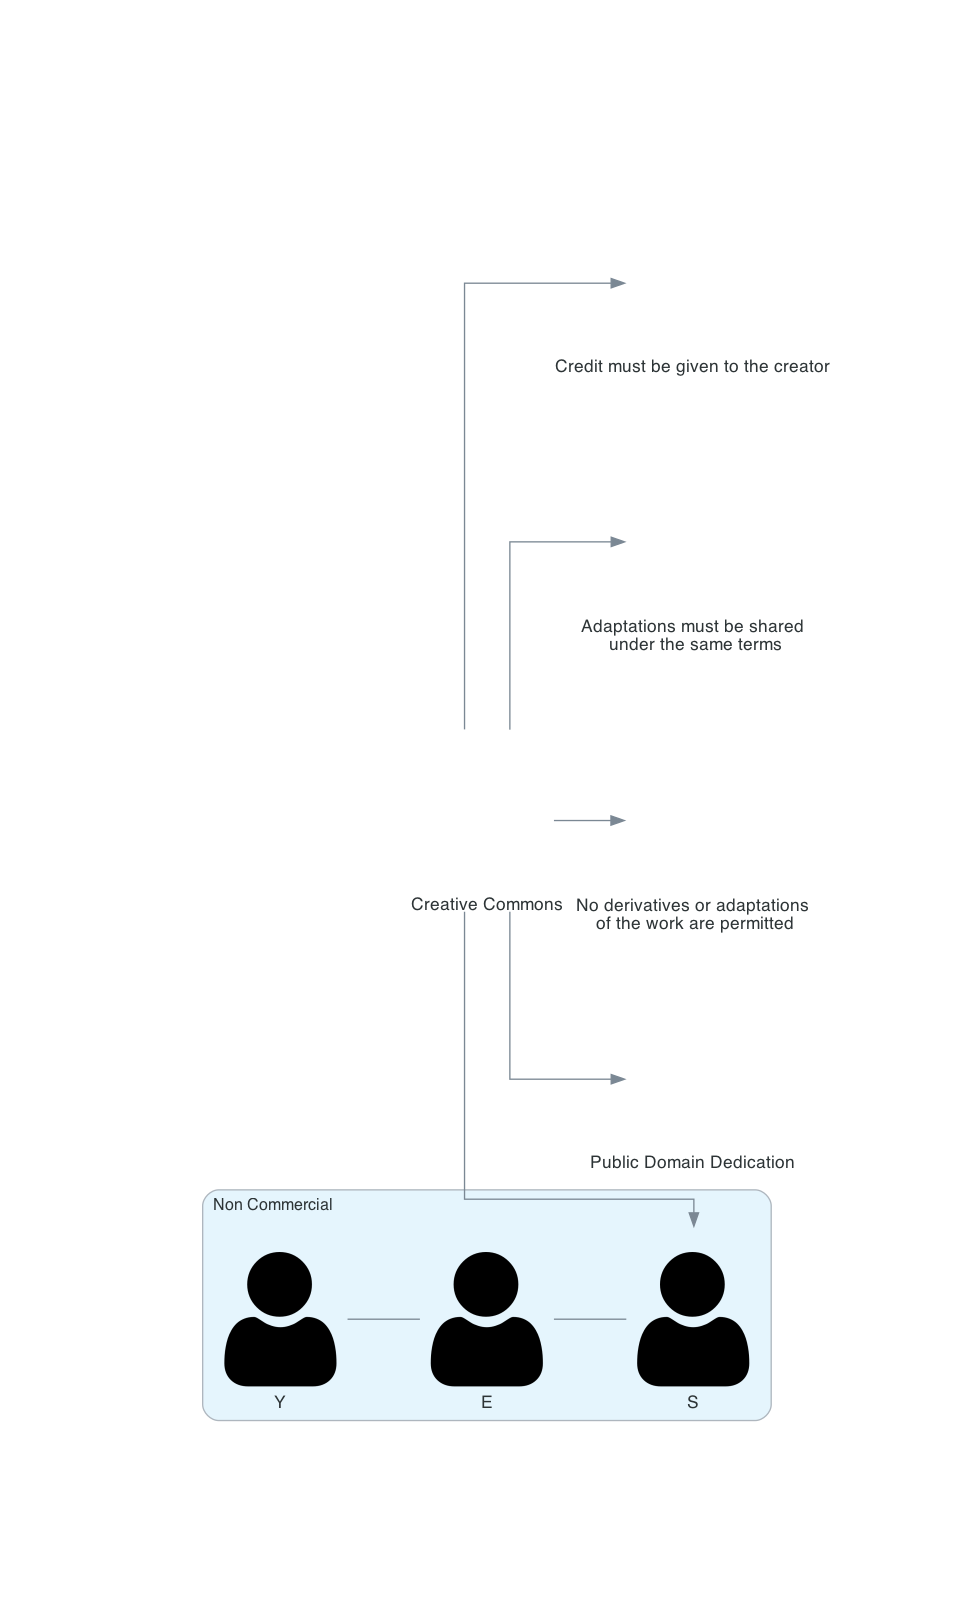 Credit must be given to the creator
Adaptations must be shared
under the same terms
Creative Commons
No derivatives or adaptations
of the work are permitted
Public Domain Dedication
Non Commercial
Y
E
S